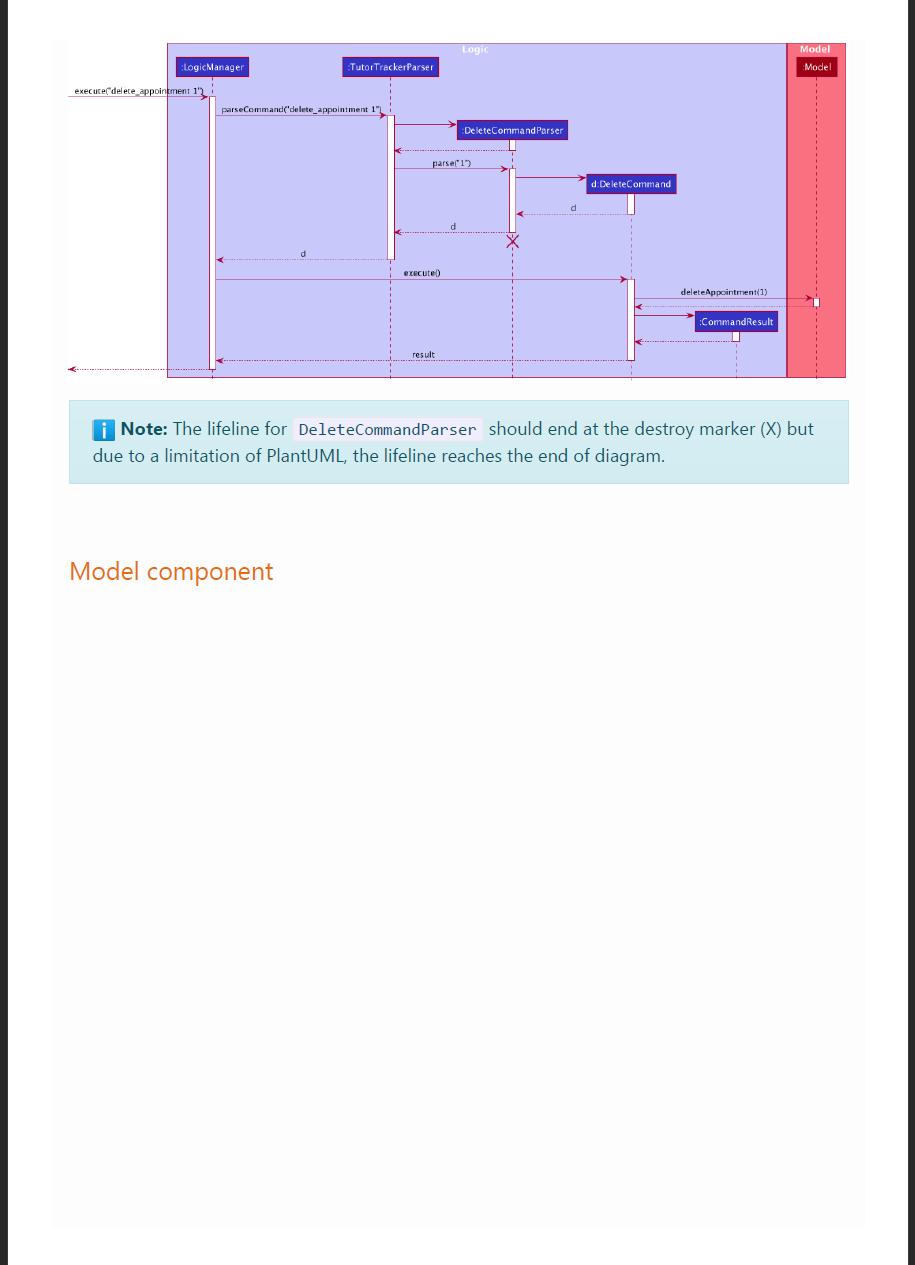 Logic
Model
:LogicManager
:TutorTrackerParser
:Model
execute("delete_appointment 1")
parseCommand("delete_appointment 1")
:DeleteCommandParser
parse("1")
d:DeleteCommand
d
d
d
execute()
deleteAppointment(1)
:CommandResult
result
Note: The lifeline for DeleteCommandParser should end at the destroy marker (X) but
due to a limitation of PlantUML, the lifeline reaches the end of diagram.
Model component